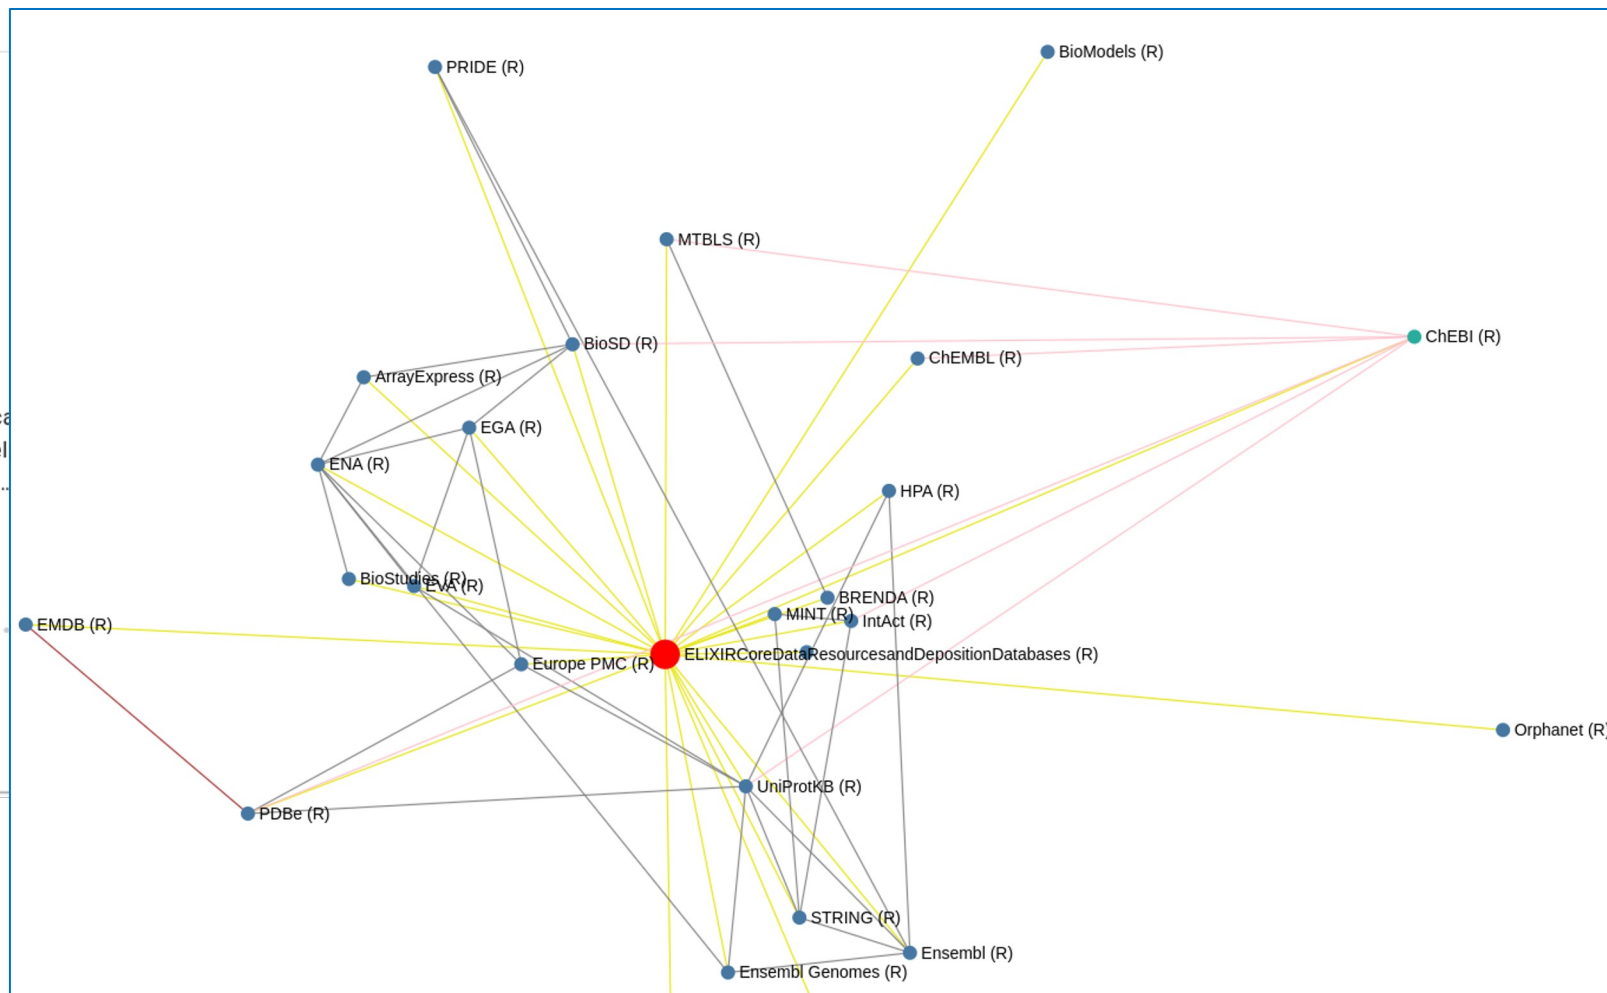 BioModels (R)
PRIDE (R)
MTBLS (R)
ChEBI (R)
BioSD (R)
ChEMBL (R)
ArrayExpress (R)
EGA (R)
ENA (R)
HPA (R)
BioStudies (R)
EVA (R)
BRENDA (R)
MINT (R)
IntAct (R)
EMDB (R)
ELIXIRCoreDataResourcesandDepositionDatabases (R)
Europe PMC (R)
Orphanet (R)
UniProtKB (R)
PDBe (R)
STRING (R)
Ensembl (R)
Ensembl Genomes (R)